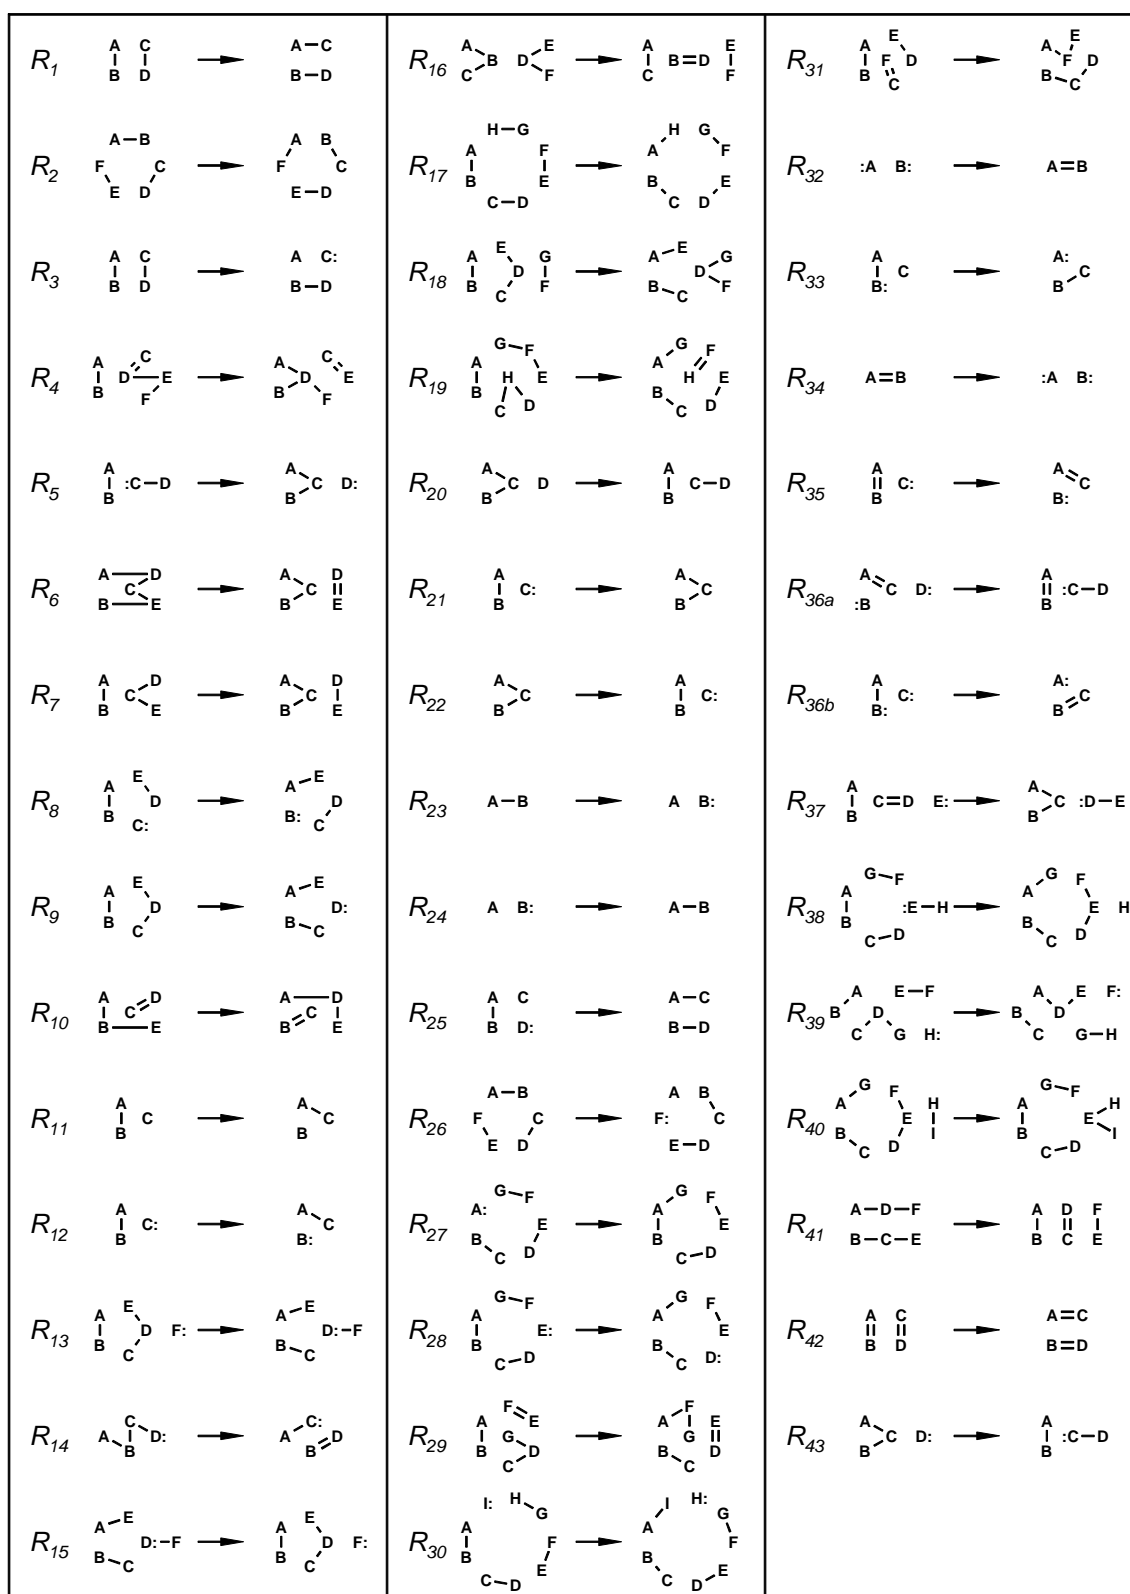 R1 A C A C
B D B D
R2 A B A B
F C F C
E D E D
R3 A C A C:
B D B D
R4 A C A C
D E D E
B F B F
R5 A A
:C D C D:
B B
R6 A D A D
C C
B E B E
R7 A D A D
C C
B E B E
R8 E E
A D A D
B B:
C: C
R9 E E
A D A D:
B B
C C
R10 A D A D
C C
B E B E
R11 A A
C C
B B
R12 A A
C: C
B B:
R13 E E
A D F: A D: F
B B
C C
R14 C C:
A D: A D
B B
R15 E E
A D: F A D F:
B B
C C
R16 A E A E
B D B D
C F C F
R17 H G H G
A F A F
B E B E
C D C D
R18 E G E G
A D A D
B F B F
C C
R19 G F G F
A E A E
H H
B B
C D C D
R20 A A
C D C D
B B
R21 A A
C: C
B B
R22 A A
C C:
B B
R23 A B A B:
R24 A B: A B
R25 A C A C
B D: B D
R26 A B A B
F C F: C
E D E D
R27 G F G F
A: E A E
B B
C D C D
R28 G F G F
A E: A E
B B
C D C D:
R29 F E F E
A G A G
B D B D
C C
R30 I: H I H:
A G A G
B F B F
C D E C D E
R31 E E
A F D A F D
B C B C
R32 :A B: A B
R33 A A:
C C
B: B
R34 A B :A B:
R35 A A
C: C
B B:
R36a A A
C D: :C D
:B B
R36b A A:
C: C
B: B
R37 A A
C D E: C :D E
B B
R38 G F G F
A A
:E H E H
B B
C D C D
R39 A E F A E F:
B D B D
C G H: C G H
R40 G F G F
A H A H
E E
B I B I
C D C D
R41 A D F A D F
B C E B C E
R42 A C A C
B D B D
R43 A A
C D: :C D
B B